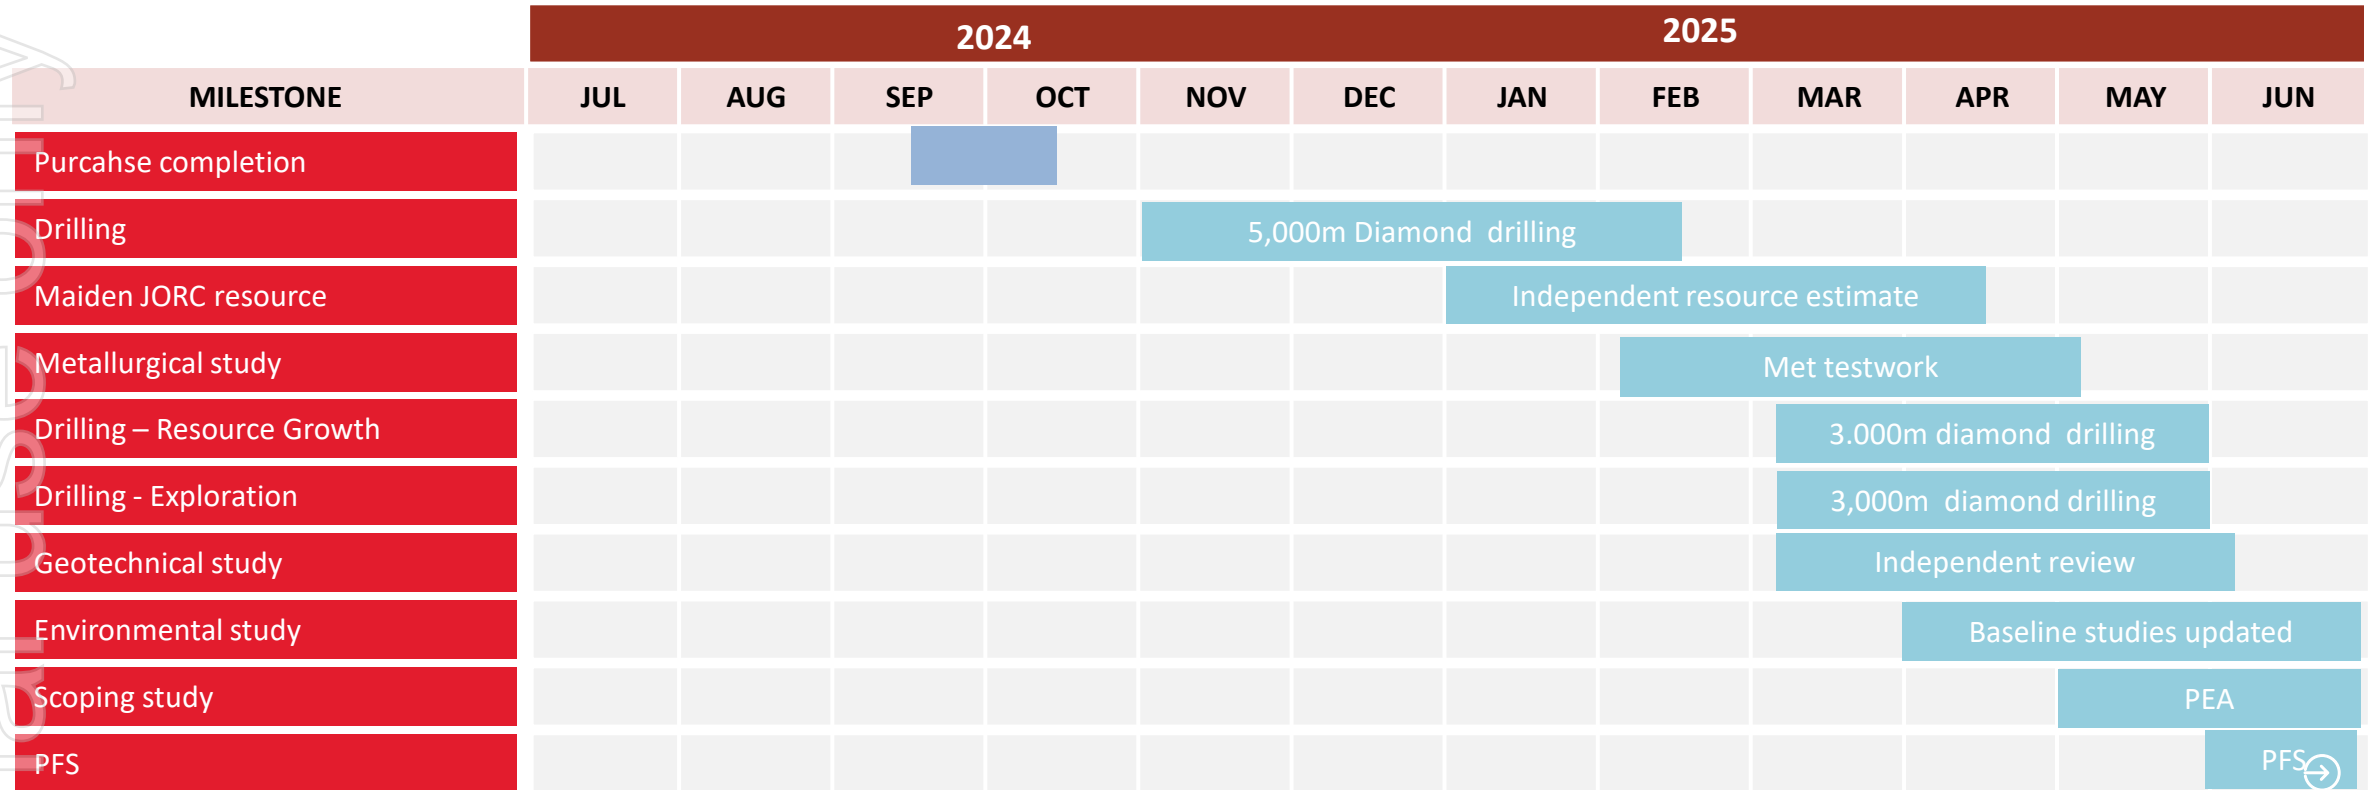 2024 2025
MILESTONE JUL AUG SEP OCT NOV DEC JAN FEB MAR APR MAY JUN
Purcahse completion
Drilling 5,000m Diamond drilling
Maiden JORC resource Independent resource estimate
Metallurgical study Met testwork
Drilling – Resource Growth 3.000m diamond drilling
Drilling - Exploration 3,000m diamond drilling
Geotechnical study Independent review
Environmental study Baseline studies updated
Scoping study PEA
PFS PFS